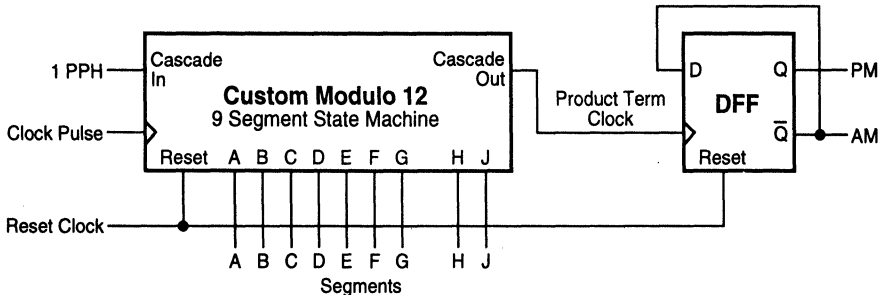 1 PPH
Cascade
In
Cascade
Out
Custom Modulo 12
9 Segment State Machine
Clock Pulse
Reset A B C D E F G H J
Product Term
Clock
D Q
DFF
Q
Reset
PM
AM
Reset Clock
A B C D E F G H J
Segments